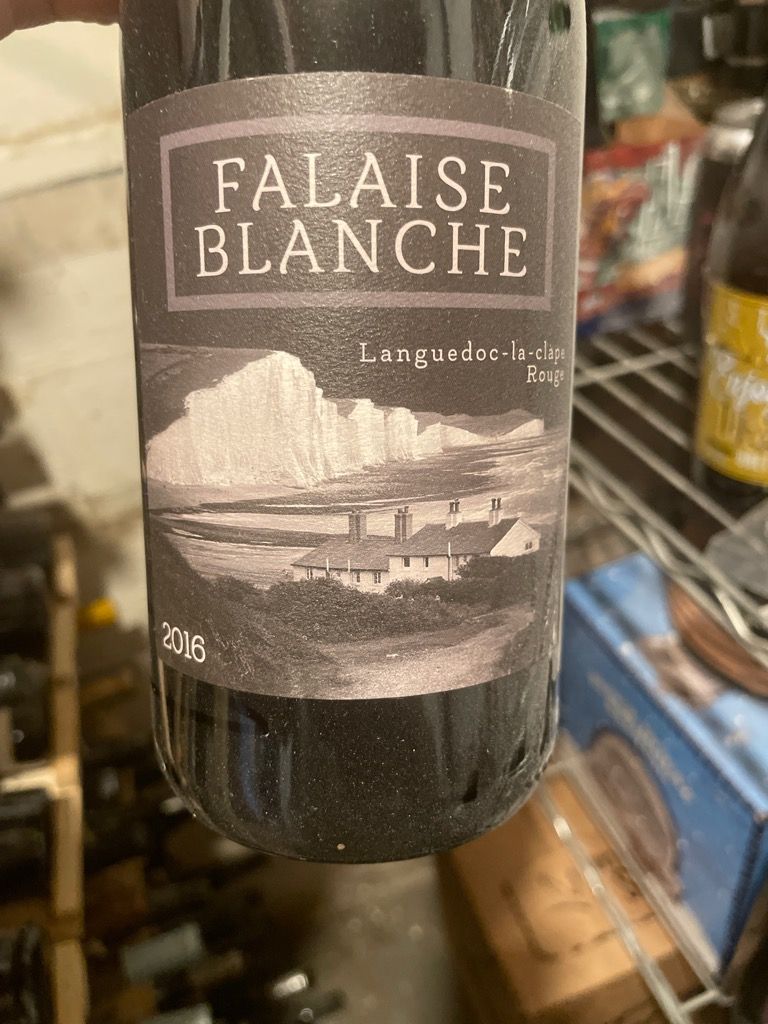 FALAISE
BLANCHE
Languedoc-la-clape
Rouge
2016